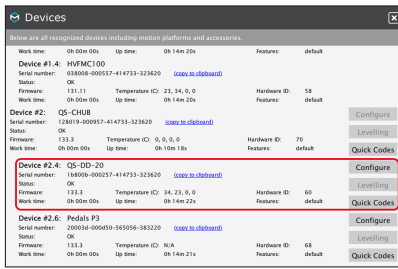 Devices
Below are all recognized devices including motion platforms and accessories.
Work time: 0h 00m 00s Up time: 0h 14m 20s Features: default
Device #1.4: HVFMC100
Serial number: 038008-000557-414733-323620 (copy to clipboard)
Status: OK
Firmware: 131.11 Temperature (C): 23, 34, 0, 0 Hardware ID: 58
Work time: 0h 00m 00s Up time: 0h 14m 20s Features: default
Device #2: QS-CHUB Configure
Serial number: 128019-000957-414733-323620 (copy to clipboard)
Status: OK Levelling
Firmware: 133.3 Temperature (C): 0, 0, 0, 0 Hardware ID: 70
Work time: 0h 00m 00s Up time: 0h 10m 18s Features: default Quick Codes
Device #2.4: QS-DD-20 Configure
Serial number: 1b800b-000257-414733-323620 (copy to clipboard)
Status: OK Levelling
Firmware: 133.3 Temperature (C): 34, 23, 0, 0 Hardware ID: 60
Work time: 0h 00m 00s Up time: 0h 14m 22s Features: default Quick Codes
Device #2.6: Pedals P3 Configure
Serial number: 20003d-000d50-565056-383220 (copy to clipboard)
Status: OK Levelling
Firmware: 133.3 Temperature (C): N/A Hardware ID: 68
Work time: 0h 00m 00s Up time: 0h 14m 21s Features: default Quick Codes